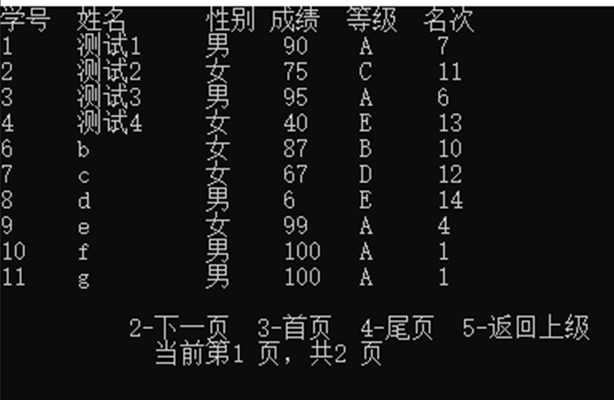 学号 姓名 性别 成绩 等级 名次
1 测试1 男 90 A 7
2 测试2 女 75 C 11
3 测试3 男 95 A 6
4 测试4 女 40 E 13
6 b 女 87 B 10
7 c 女 67 D 12
8 d 男 6 E 14
9 e 女 99 A 4
10 f 男 100 A 1
11 g 男 100 A 1
2-下一页 3-首页 4-尾页 5-返回上级
当前第1 页，共2 页